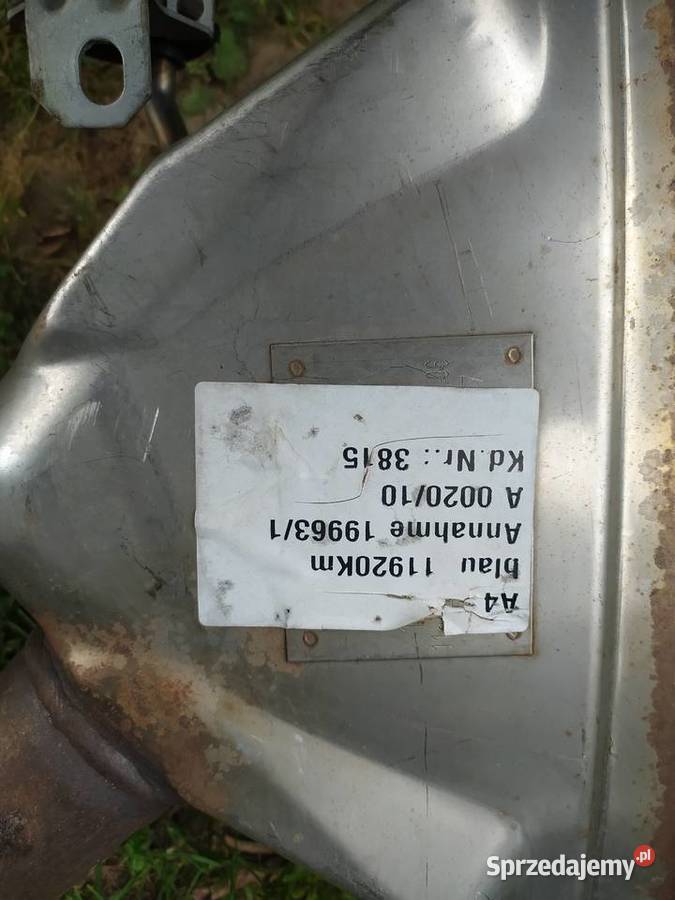 A4
blau 11920Km
Annahme 19963/1
A 0020/10
Kd.Nr.: 3815
Sprzedajemy.pl